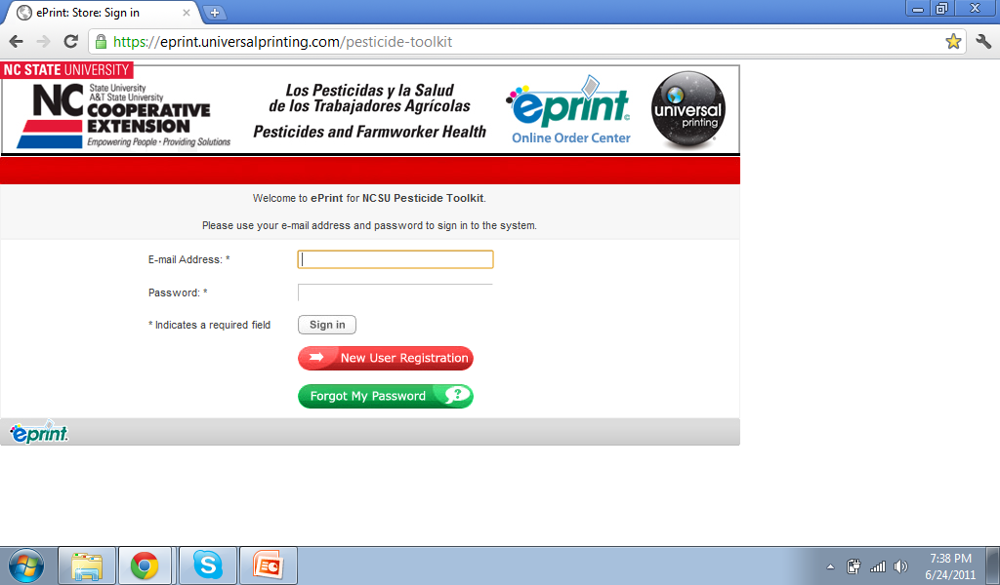 ePrint: Store: Sign in
https://eprint.universalprinting.com/pesticide-toolkit
NC STATE UNIVERSITY
NC
State University
A&T State University
COOPERATIVE
EXTENSION
Empowering People • Providing Solutions
Los Pesticidas y la Salud
de los Trabajadores Agrícolas
Pesticides and Farmworker Health
eprint
Online Order Center
universal
printing
Welcome to ePrint for NCSU Pesticide Toolkit.
Please use your e-mail address and password to sign in to the system.
E-mail Address: *
Password: *
* Indicates a required field
Sign in
New User Registration
Forgot My Password
?
eprint.
7:38 PM
6/24/2011